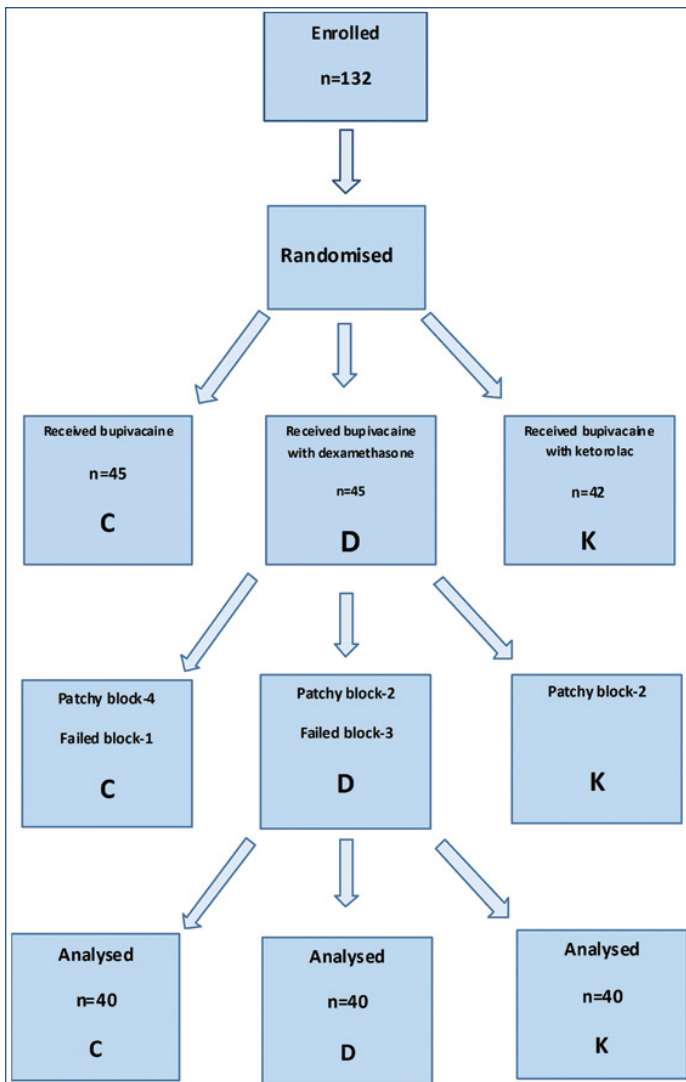 Enrolled
n=132
Randomised
Received bupivacaine
n=45
C
Received bupivacaine
with dexamethasone
n=45
D
Received bupivacaine
with ketorolac
n=42
K
Patchy block-4
Failed block-1
C
Patchy block-2
Failed block-3
D
Patchy block-2
K
Analysed
n=40
C
Analysed
n=40
D
Analysed
n=40
K